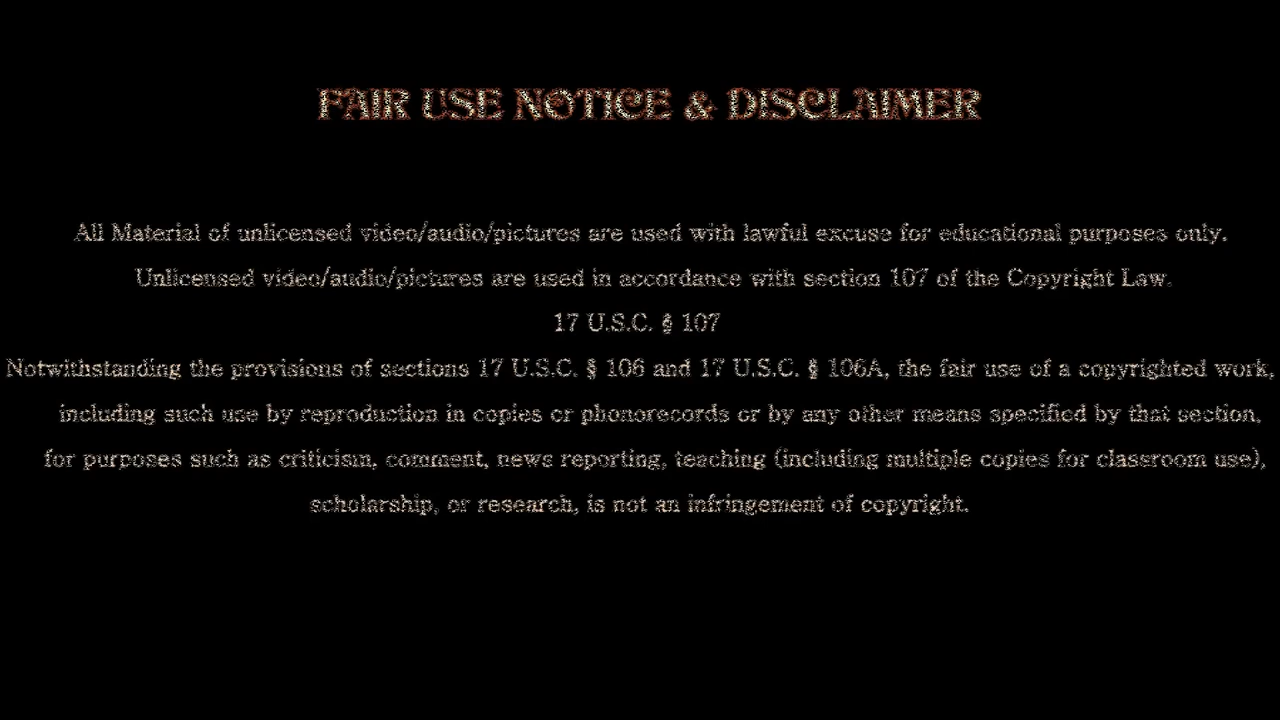 FAIR USE NOTICE & DISCLAIMER
All Material of unlicensed video/audio/pictures are used with lawful excuse for educational purposes only.
Unlicensed video/audio/pictures are used in accordance with section 107 of the Copyright Law.
17 U.S.C. § 107
Notwithstanding the provisions of sections 17 U.S.C. § 106 and 17 U.S.C. § 106A, the fair use of a copyrighted work,
including such use by reproduction in copies or phonorecords or by any other means specified by that section,
for purposes such as criticism, comment, news reporting, teaching (including multiple copies for classroom use),
scholarship, or research, is not an infringement of copyright.